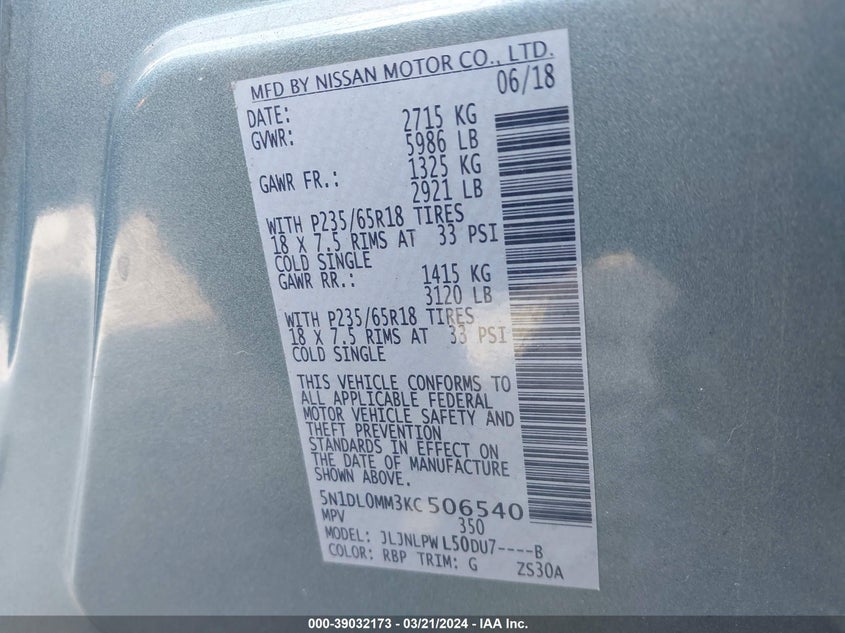 MFD BY NISSAN MOTOR CO., LTD.
DATE: 06/18
GVWR: 2715 KG
5986 LB
GAWR FR.: 1325 KG
2921 LB
WITH P235/65R18 TIRES
18 X 7.5 RIMS AT 33 PSI
COLD SINGLE
GAWR RR.: 1415 KG
3120 LB
WITH P235/65R18 TIRES
18 X 7.5 RIMS AT 33 PSI
COLD SINGLE
THIS VEHICLE CONFORMS TO
ALL APPLICABLE FEDERAL
MOTOR VEHICLE SAFETY AND
THEFT PREVENTION
STANDARDS IN EFFECT ON
THE DATE OF MANUFACTURE
SHOWN ABOVE.
5N1DL0MM3KC506540
MPV 350
MODEL: JLJNLPW L50DU7----B
COLOR: RBP TRIM: G ZS30A
000-39032173 — 03/21/2024 - IAA Inc.